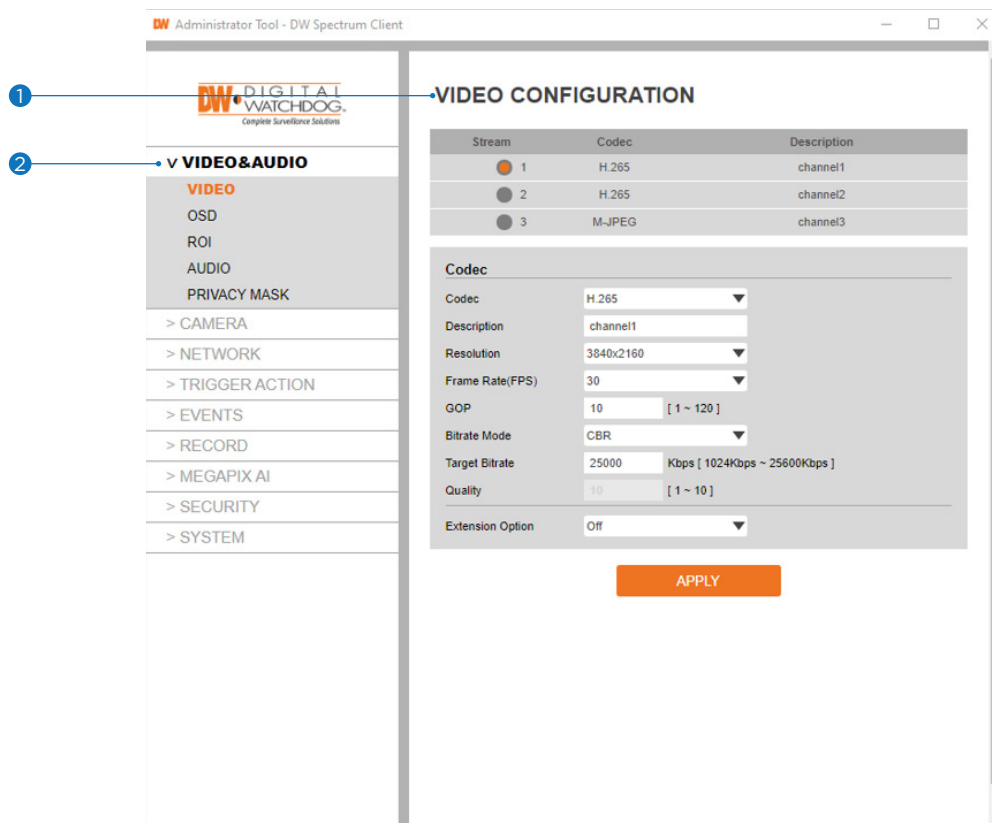 DW Administrator Tool - DW Spectrum Client
1
DW DIGITAL
WATCHDOG.
Complete Surveillance Solutions
2
v VIDEO&AUDIO
VIDEO
OSD
ROI
AUDIO
PRIVACY MASK
> CAMERA
> NETWORK
> TRIGGER ACTION
> EVENTS
> RECORD
> MEGAPIX AI
> SECURITY
> SYSTEM
VIDEO CONFIGURATION
Stream Codec Description
1 H.265 channel1
2 H.265 channel2
3 M-JPEG channel3
Codec
Codec H.265
Description channel1
Resolution 3840x2160
Frame Rate(FPS) 30
GOP 10 [ 1 ~ 120 ]
Bitrate Mode CBR
Target Bitrate 25000 Kbps [ 1024Kbps ~ 25600Kbps ]
Quality 10 [ 1 ~ 10 ]
Extension Option Off
APPLY